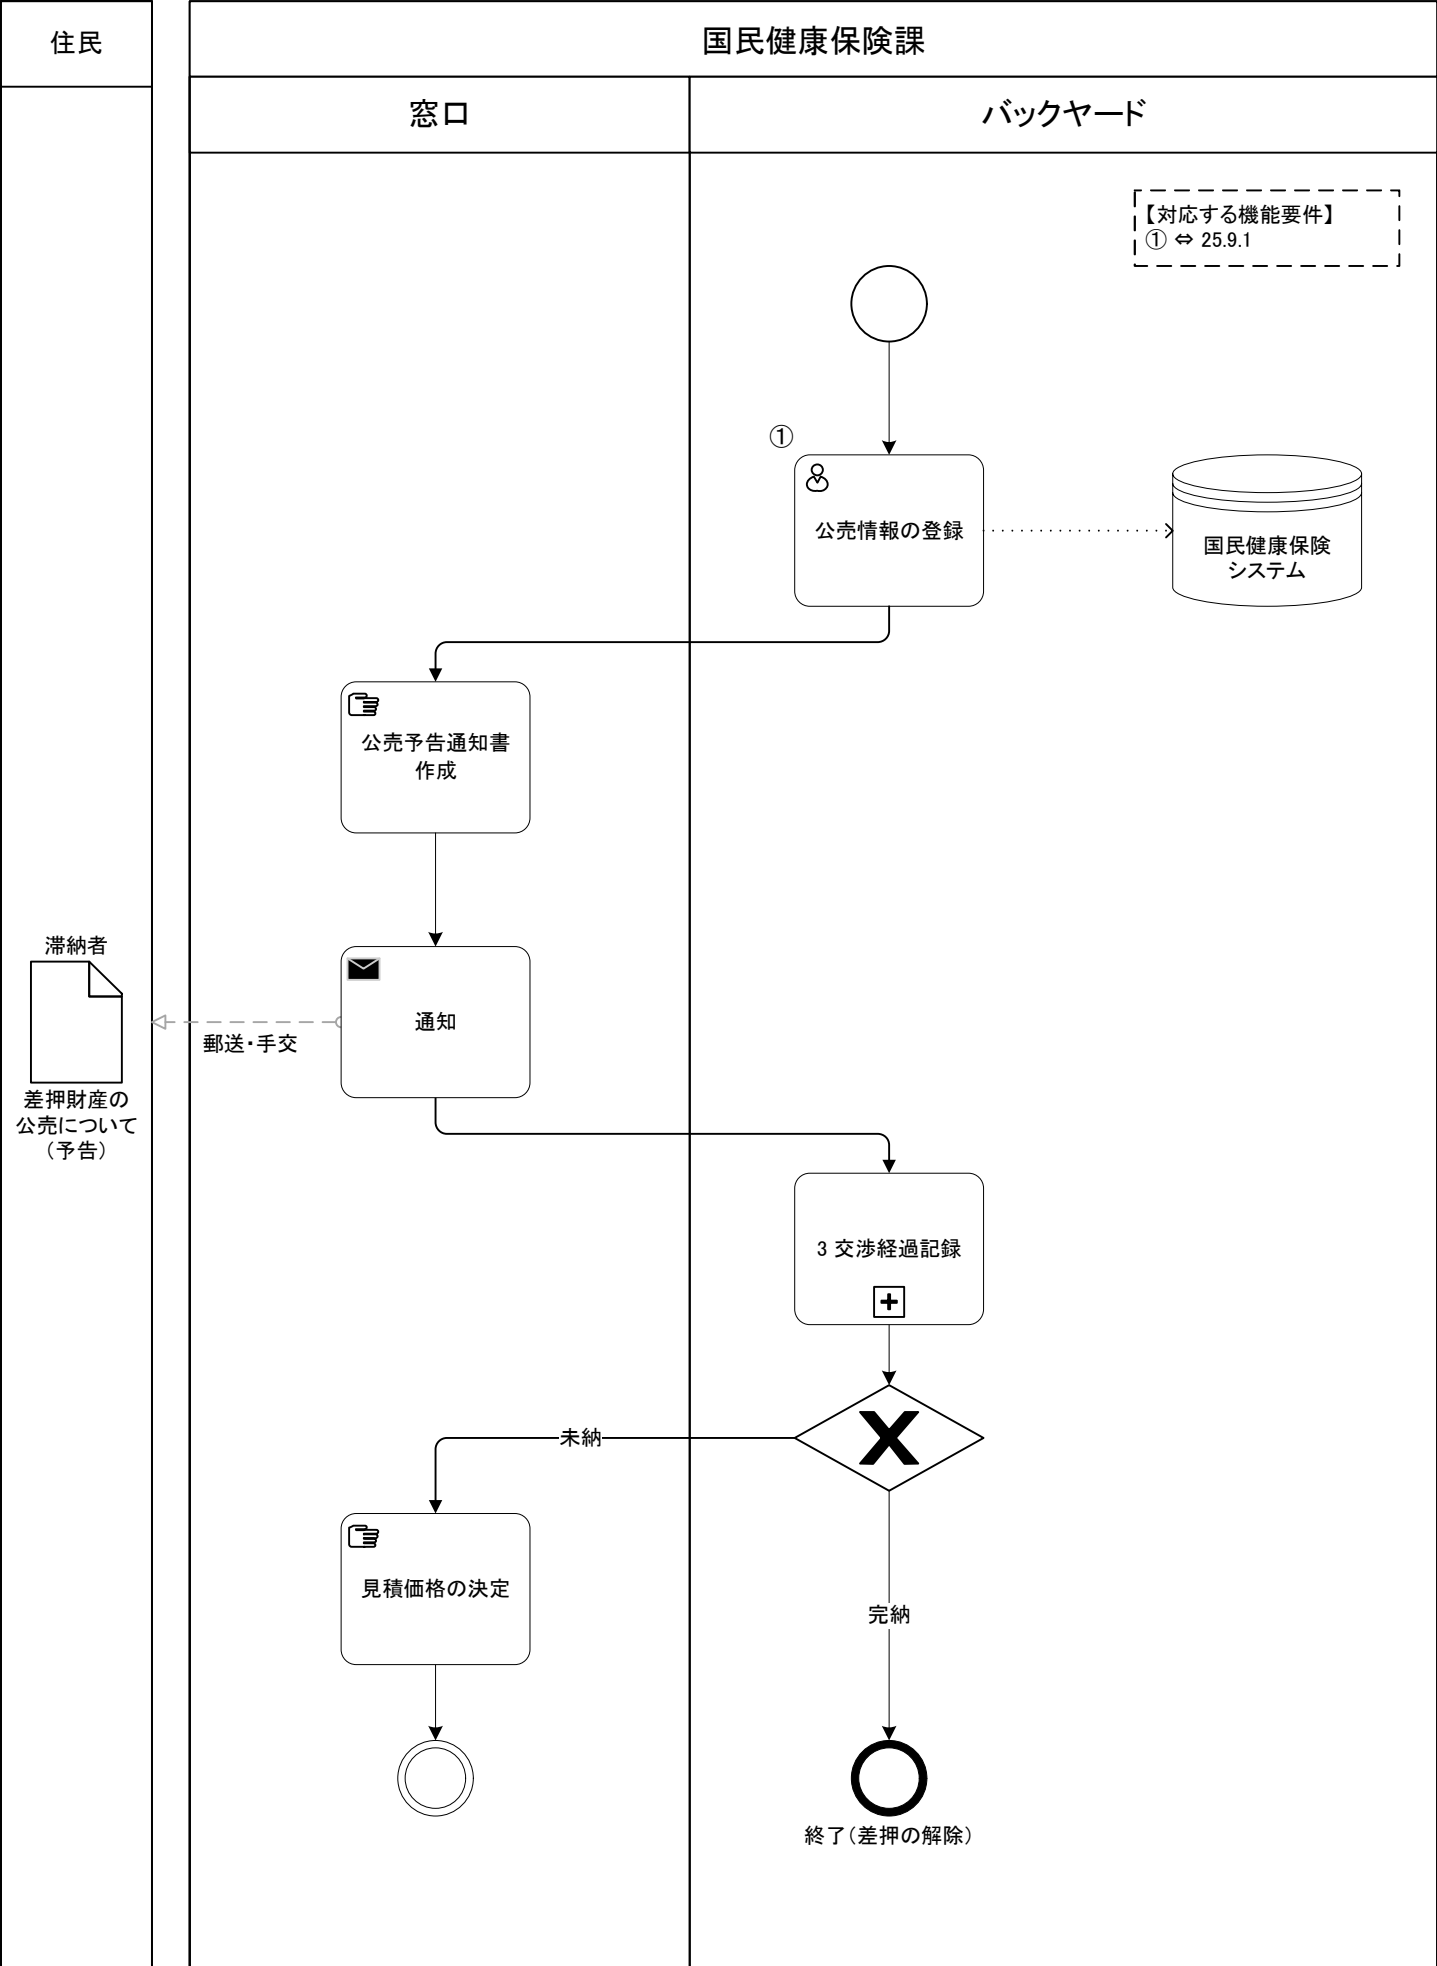 住民
国民健康保険課
窓口
バックヤード
【対応する機能要件】
① ⇔ 25.9.1
①
公売情報の登録
国民健康保険
システム
公売予告通知書
作成
滞納者
通知
郵送・手交
差押財産の
公売について
（予告）
3 交渉経過記録
未納
見積価格の決定
完納
終了（差押の解除）